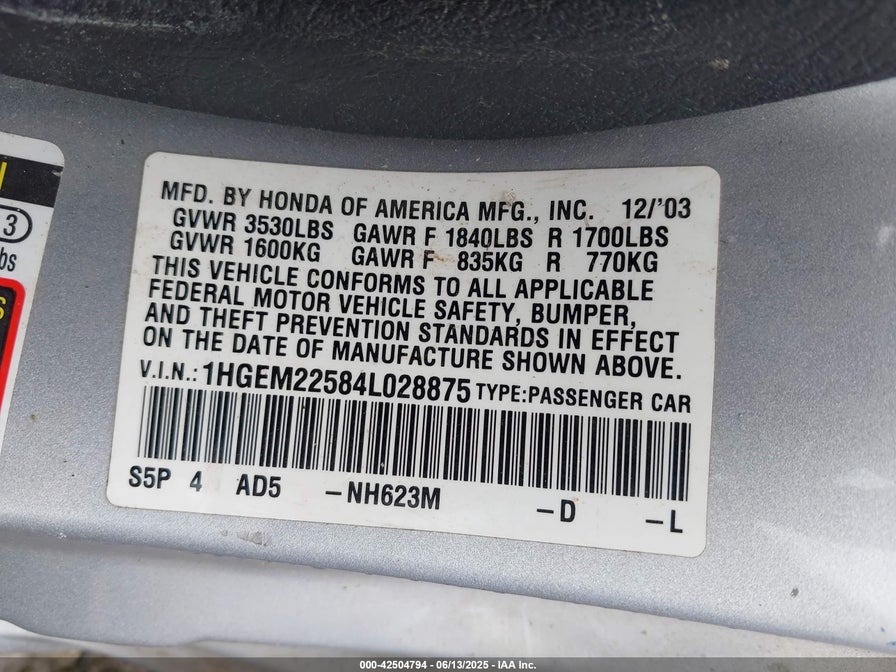 3
lbs
S
MFD. BY HONDA OF AMERICA MFG., INC. 12/'03
GVWR 3530LBS GAWR F 1840LBS R 1700LBS
GVWR 1600KG GAWR F 835KG R 770KG
THIS VEHICLE CONFORMS TO ALL APPLICABLE
FEDERAL MOTOR VEHICLE SAFETY, BUMPER,
AND THEFT PREVENTION STANDARDS IN EFFECT
ON THE DATE OF MANUFACTURE SHOWN ABOVE.
V.I.N.: 1HGEM22584L028875 TYPE:PASSENGER CAR
S5P 4 AD5 -NH623M -D -L
000-42504794 - 06/13/2025 - IAA Inc.